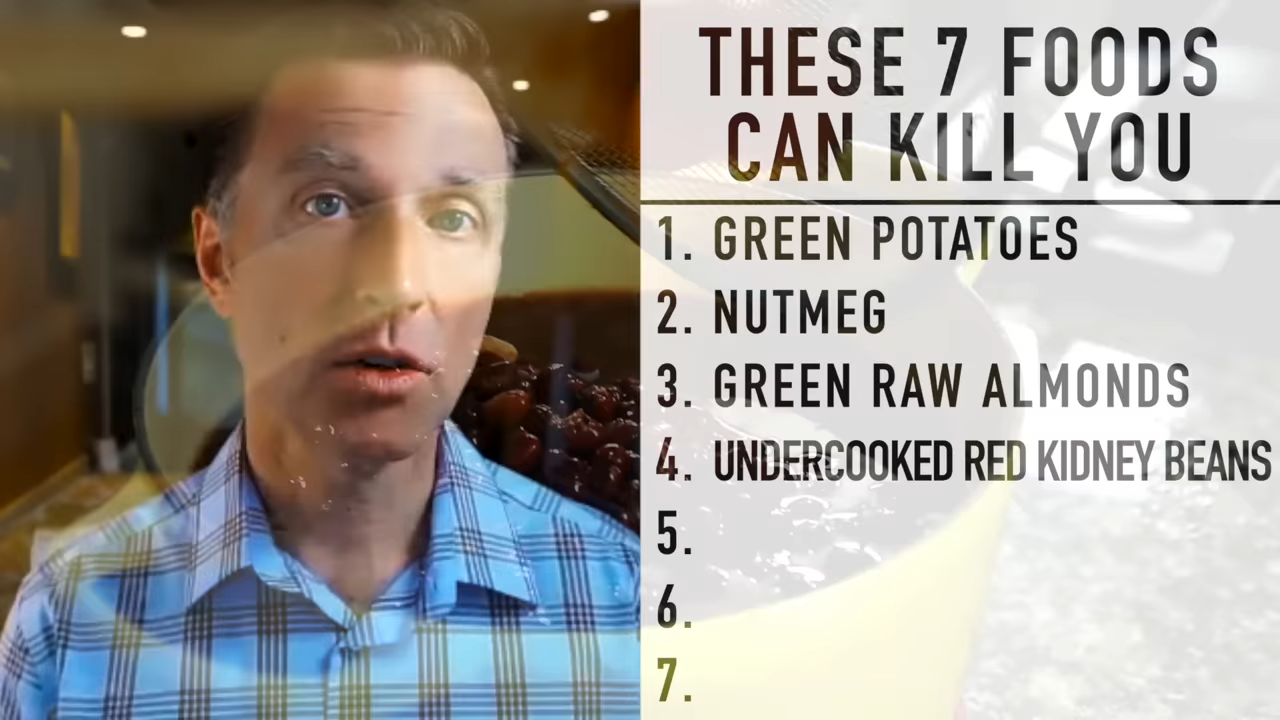 THESE 7 FOODS
CAN KILL YOU
1. GREEN POTATOES
2. NUTMEG
3. GREEN RAW ALMONDS
4. UNDERCOOKED RED KIDNEY BEANS
5.
6.
7.